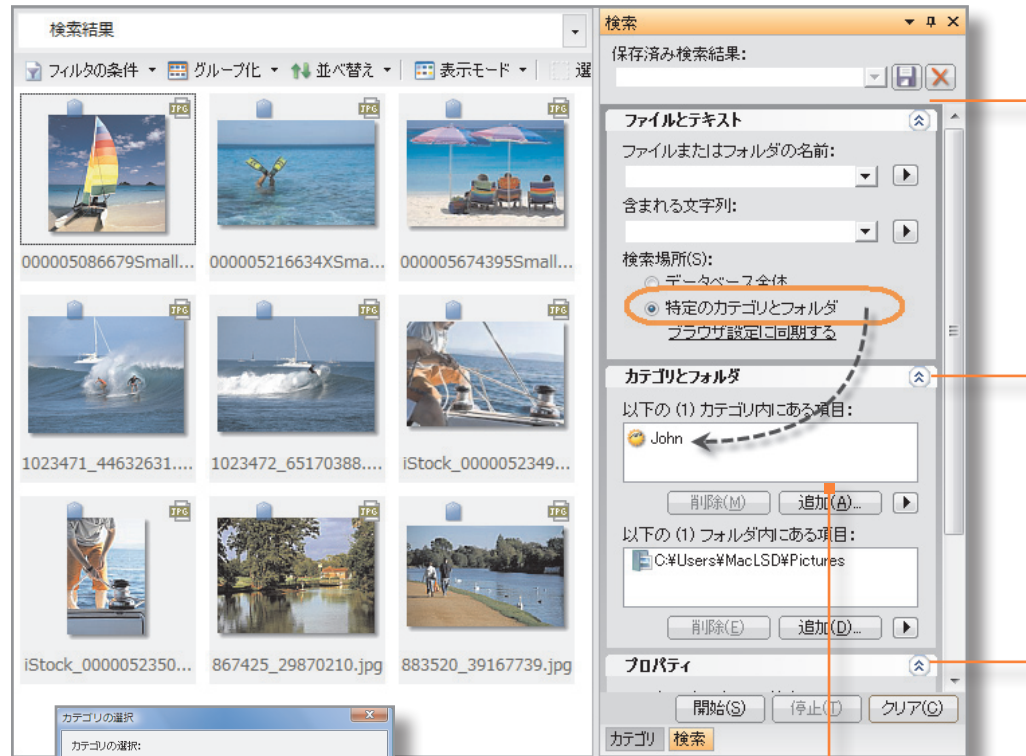 検索結果
フィルタの条件 グループ化 並べ替え 表示モード 選
JPG JPG JPG
000005086679Small... 000005216634XSma... 000005674395Small...
JPG JPG JPG
1023471_44632631.... 1023472_65170388.... iStock_0000052349...
JPG JPG JPG
iStock_0000052350... 867425_29870210.jpg 883520_39167739.jpg
カテゴリの選択
カテゴリの選択:
検索
保存済み検索結果:
ファイルとテキスト
ファイルまたはフォルダの名前:
含まれる文字列:
検索場所(S):
データベース全体
特定のカテゴリとフォルダ
ブラウザ設定に同期する
カテゴリとフォルダ
以下の (1) カテゴリ内にある項目:
John
削除(M) 追加(A)...
以下の (1) フォルダ内にある項目:
C:¥Users¥MacLSD¥Pictures
削除(E) 追加(D)...
プロパティ
開始(S) 停止(T) クリア(C)
カテゴリ 検索